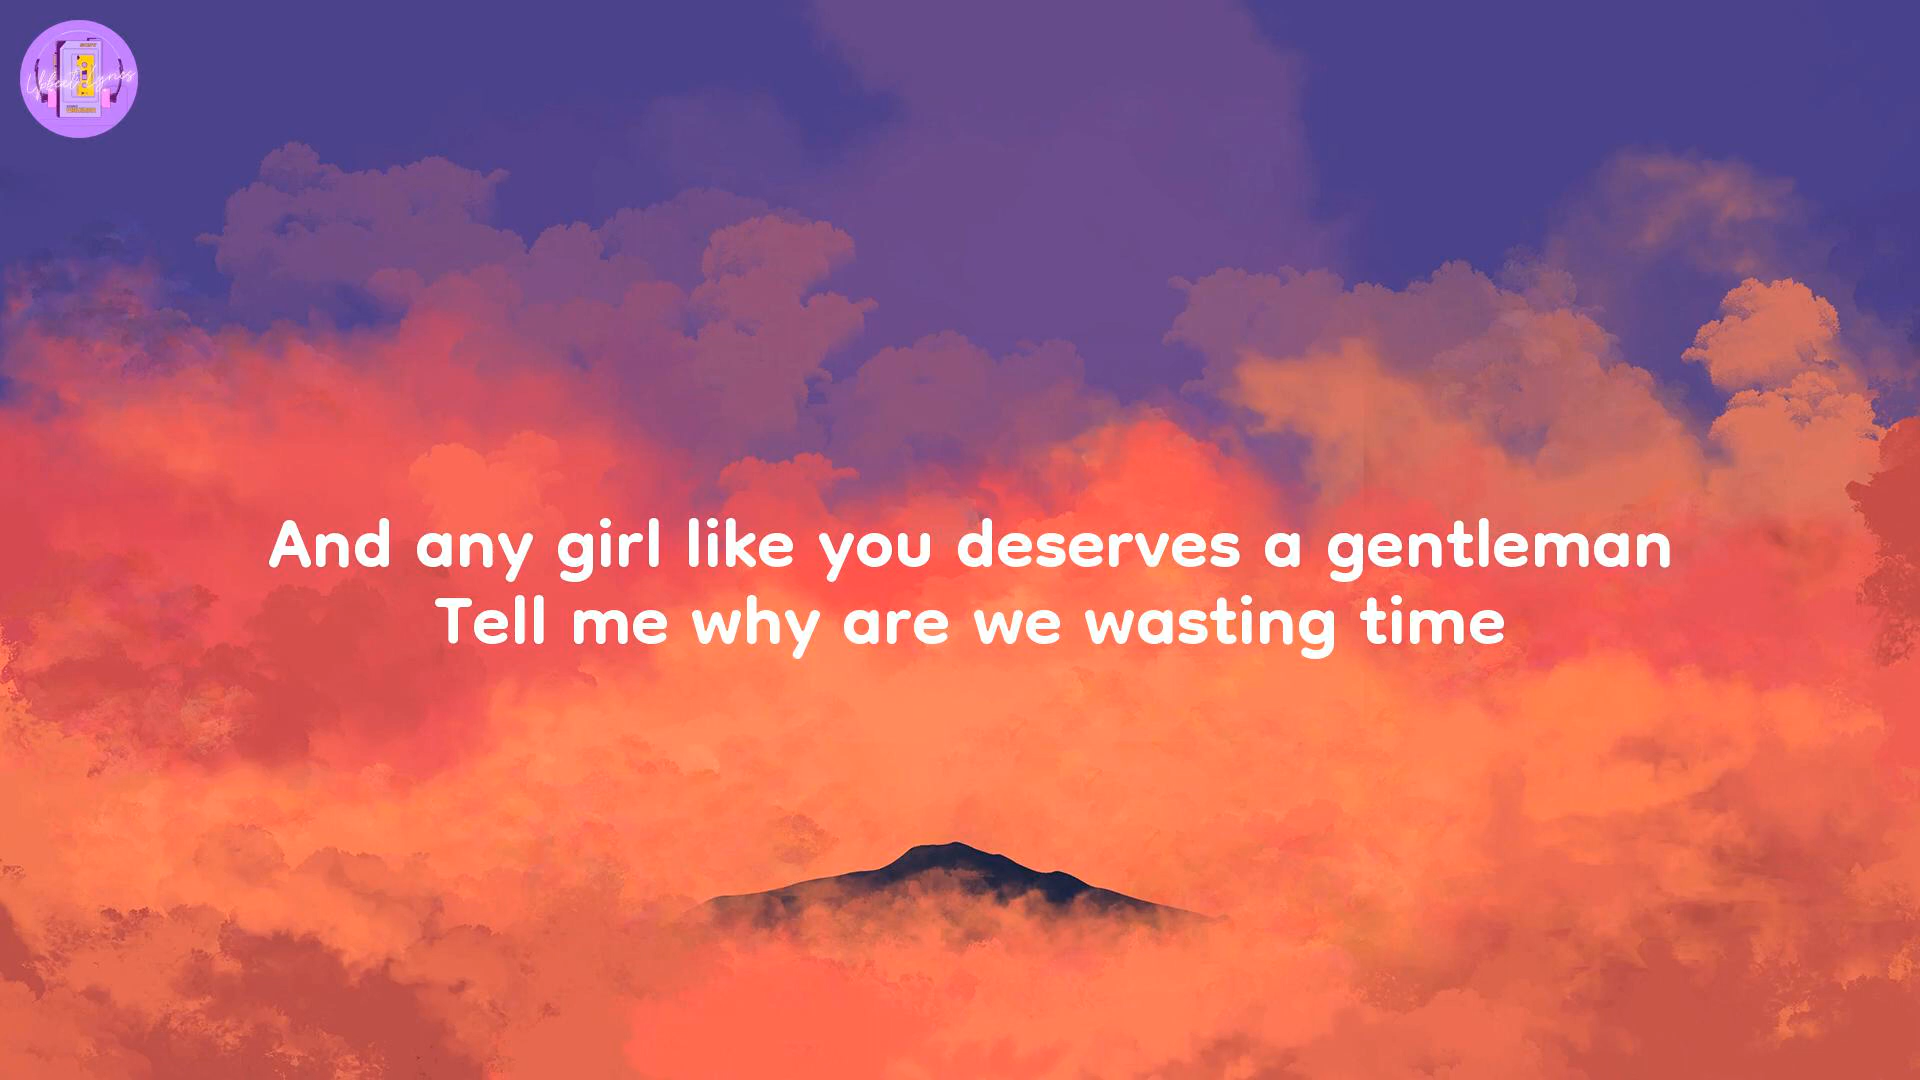 And any girl like you deserves a gentleman
Tell me why are we wasting time